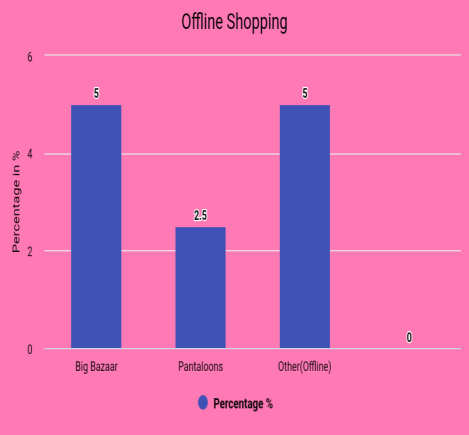 Offline Shopping
Percentage in %
6
4
2
0
5
2.5
5
0
Big Bazaar
Pantaloons
Other(Offline)
Percentage %